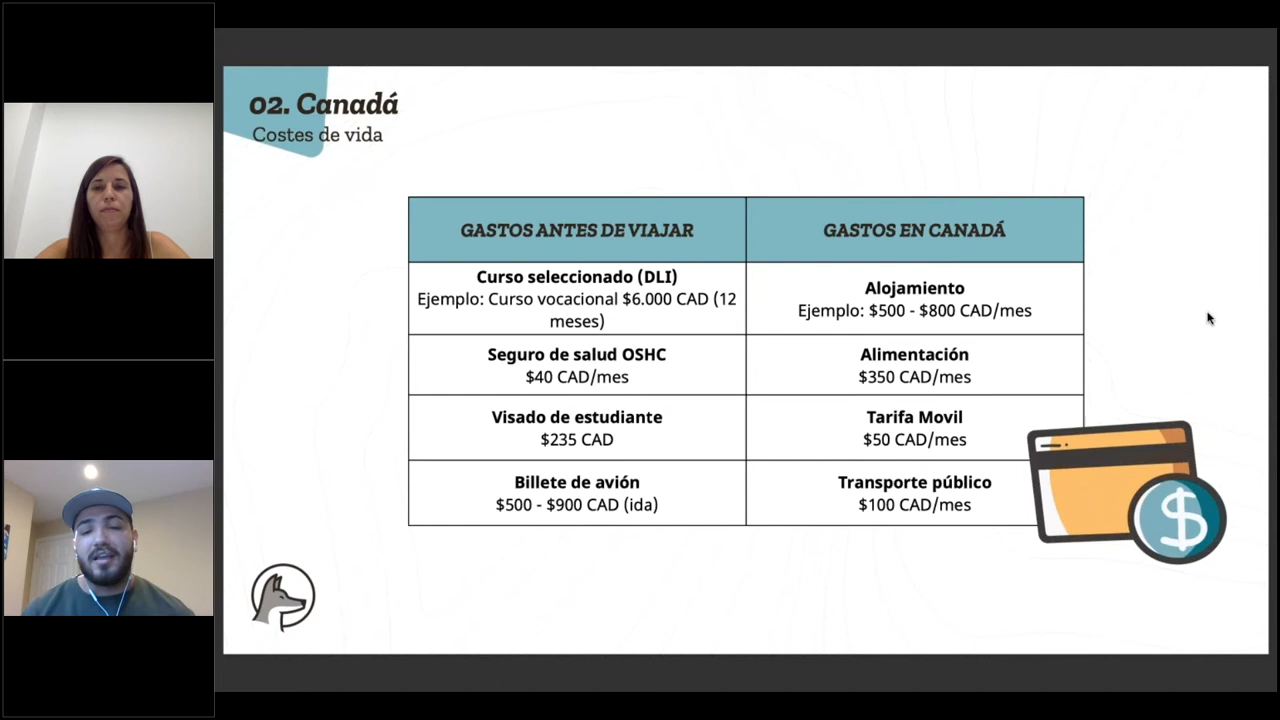 02. Canadá
Costes de vida
GASTOS ANTES DE VIAJAR
GASTOS EN CANADÁ
Curso seleccionado (DLI)
Ejemplo: Curso vocacional $6.000 CAD (12
meses)
Alojamiento
Ejemplo: $500 - $800 CAD/mes
Seguro de salud OSHC
$40 CAD/mes
Alimentación
$350 CAD/mes
Visado de estudiante
$235 CAD
Tarifa Movil
$50 CAD/mes
Billete de avión
$500 - $900 CAD (ida)
Transporte público
$100 CAD/mes
$